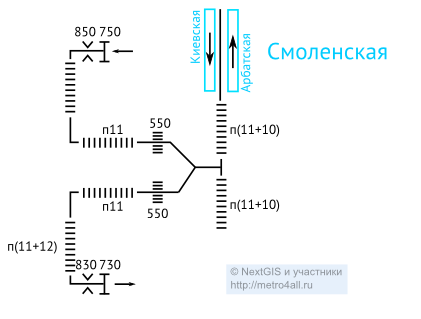 850 750
Киевская
Арбатская
Смоленская
п11
550
п(11+10)
п11
550
п(11+10)
п(11+12)
830 730
© NextGIS и участники
http://metro4all.ru